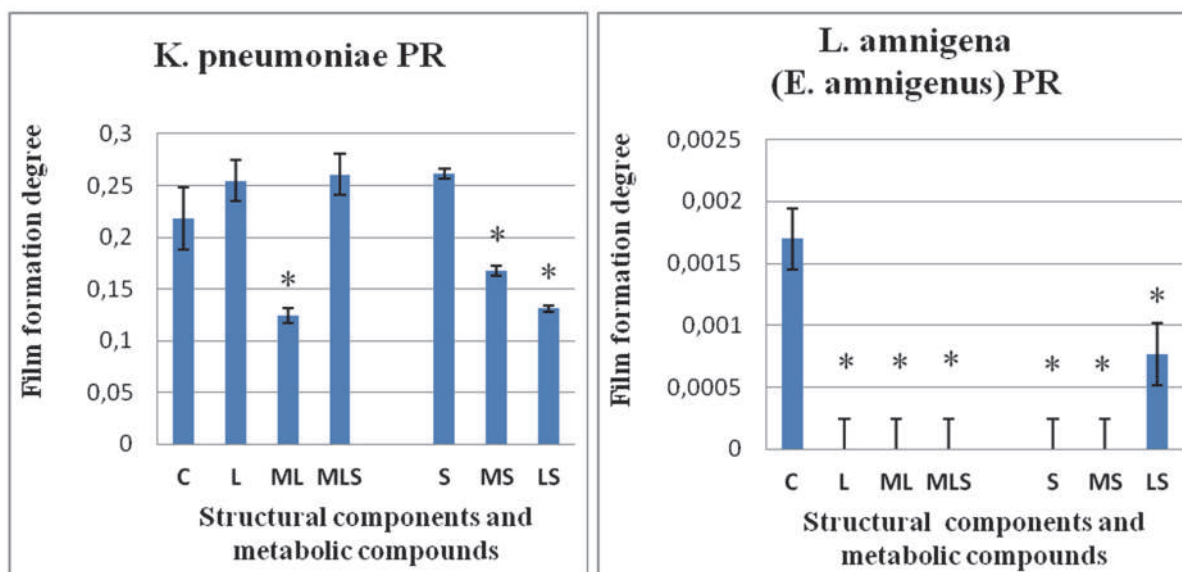 K. pneumoniae PR
Film formation degree
0,3
0,25
0,2
0,15
0,1
0,05
0
*
*
*
C L ML MLS S MS LS
Structural components and
metabolic compounds
L. amnigena
(E. amnigenus) PR
Film formation degree
0,0025
0,002
0,0015
0,001
0,0005
0
* * * * * *
C L ML MLS S MS LS
Structural components and
metabolic compounds